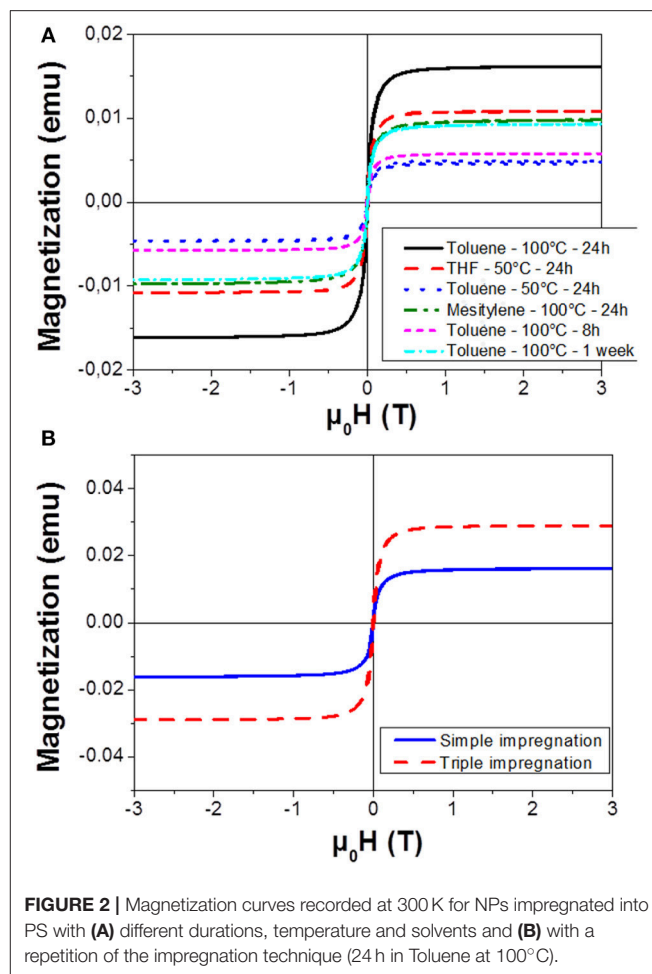 A
0,02
0,01
0,00
-0,01
-0,02
Magnetization (emu)
Toluene - 100°C - 24h
THF - 50°C - 24h
Toluene - 50°C - 24h
Mesitylene - 100°C - 24h
Toluene - 100°C - 8h
Toluene - 100°C - 1 week
-3 -2 -1 0 1 2 3
μ0H (T)
B
0.04
0.02
0.00
-0.02
-0.04
Magnetization (emu)
Simple impregnation
Triple impregnation
-3 -2 -1 0 1 2 3
μ0H (T)
FIGURE 2 | Magnetization curves recorded at 300 K for NPs impregnated into
PS with (A) different durations, temperature and solvents and (B) with a
repetition of the impregnation technique (24 h in Toluene at 100°C).